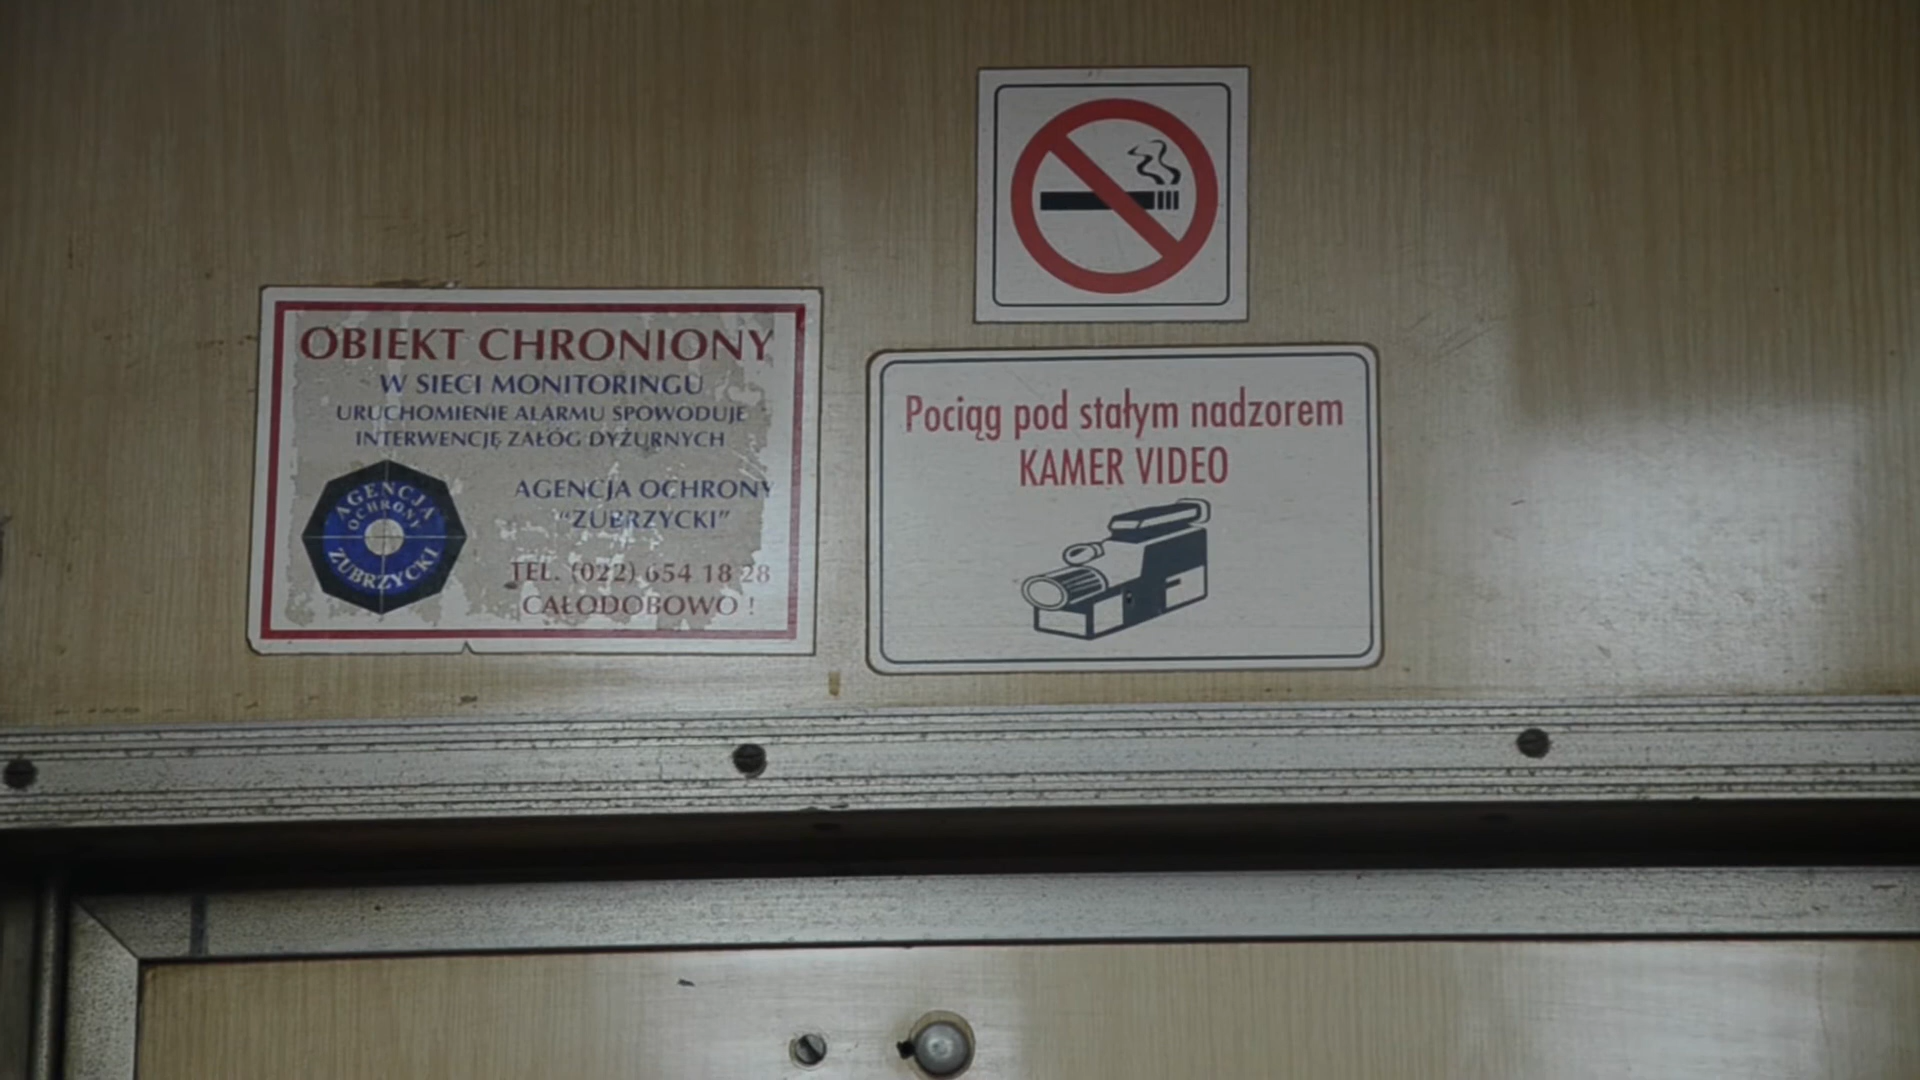 OBIEKT CHRONIONY
W SIECI MONITORINGU
URUCHOMIENIE ALARMU SPOWODUJE
INTERWENCJĘ ZAŁÓG DYŻURNYCH
AGENCJA OCHRONY
"ZUBRZYCKI"
TEL. (022) 654 18 28
CAŁODOBOWO !
AGENCJA
OCHRONY
ZUBRZYCKI
Pociąg pod stałym nadzorem
KAMER VIDEO